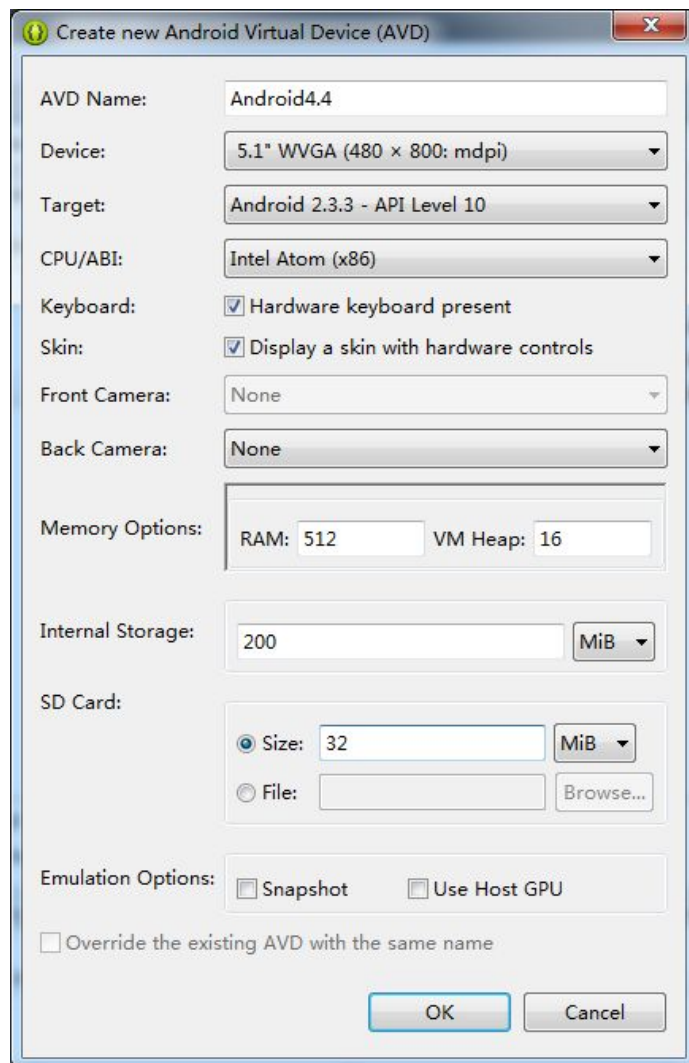 Create new Android Virtual Device (AVD)
AVD Name: Android4.4
Device: 5.1" WVGA (480 × 800: mdpi)
Target: Android 2.3.3 - API Level 10
CPU/ABI: Intel Atom (x86)
Keyboard: Hardware keyboard present
Skin: Display a skin with hardware controls
Front Camera: None
Back Camera: None
Memory Options: RAM: 512 VM Heap: 16
Internal Storage: 200 MiB
SD Card:
Size: 32 MiB
File: Browse...
Emulation Options: Snapshot Use Host GPU
Override the existing AVD with the same name
OK Cancel